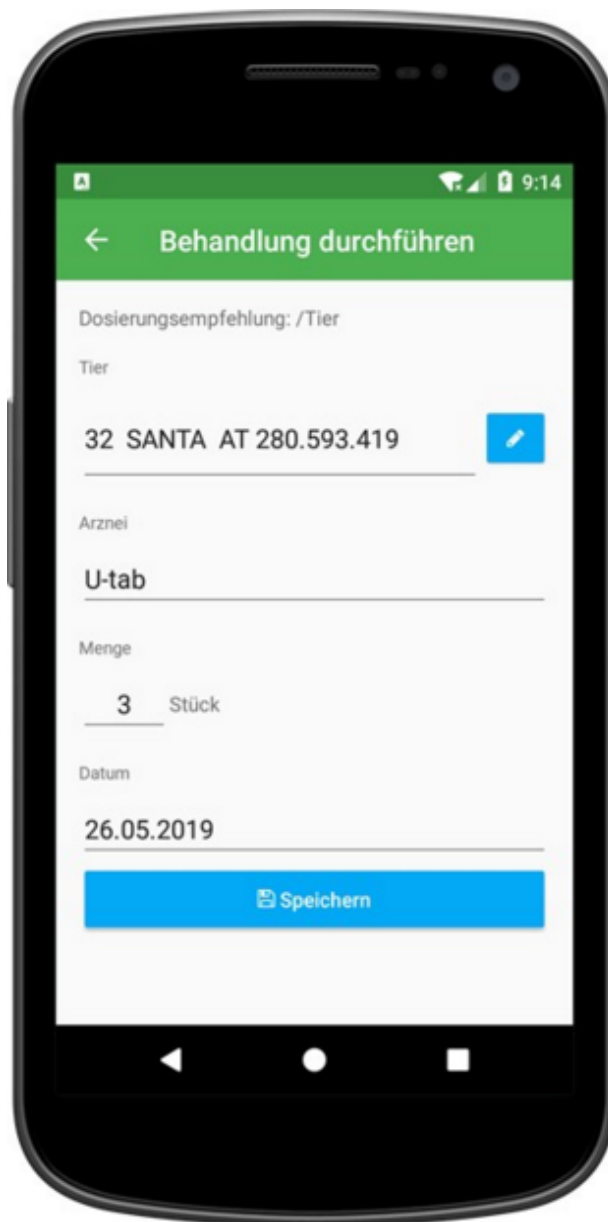 9:14
Behandlung durchführen
Dosierungsempfehlung: /Tier
Tier
32 SANTA AT 280.593.419
Arznei
U-tab
Menge
3 Stück
Datum
26.05.2019
Speichern